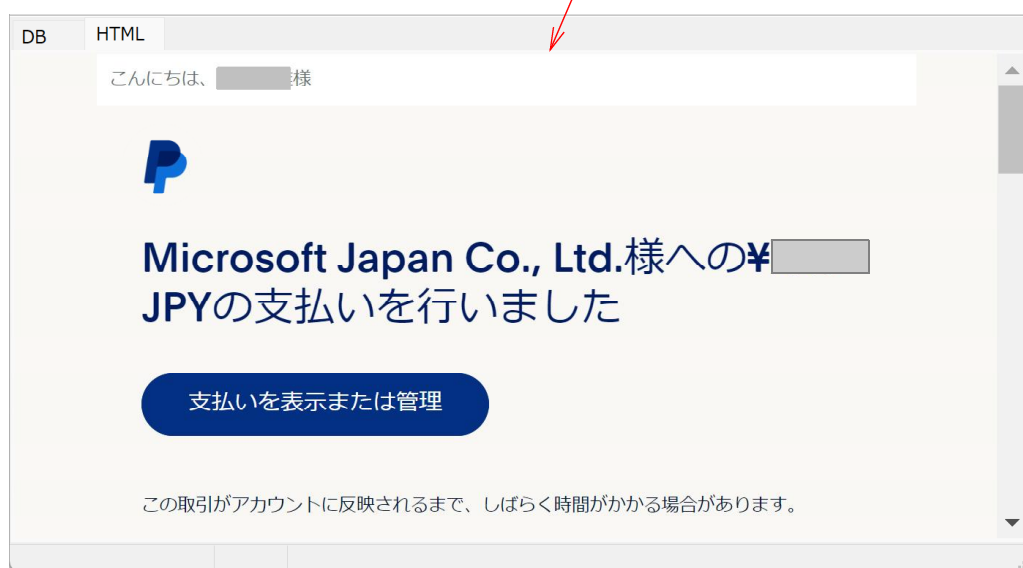 DB HTML
こんにちは、様
Microsoft Japan Co., Ltd.様への¥
JPYの支払いを行いました
支払いを表示または管理
この取引がアカウントに反映されるまで、しばらく時間がかかる場合があります。